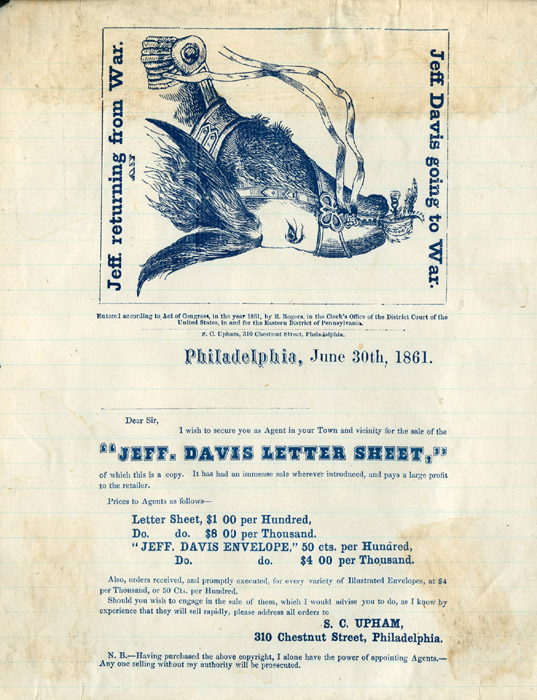 Jeff. returning from War.
AN
Jeff Davis going to War.
Entered according to Act of Congress, in the year 1861, by E. Rogers, in the Clerk's Office of the District Court of the
United States, in and for the Eastern District of Pennsylvania.
S. C. Upham, 310 Chestnut Street, Philadelphia.
Philadelphia, June 30th, 1861.
Dear Sir,
I wish to secure you as Agent in your Town and vicinity for the sale of the
"JEFF. DAVIS LETTER SHEET,"
of which this is a copy. It has had an immense sale wherever introduced, and pays a large profit
to the retailer.
Prices to Agents as follows—
Letter Sheet, $1 00 per Hundred,
Do. do. $8 00 per Thousand.
"JEFF. DAVIS ENVELOPE," 50 cts. per Hundred,
Do. do. $4 00 per Thousand.
Also, orders received, and promptly executed, for every variety of Illustrated Envelopes, at $4
per Thousand, or 50 Cts. per Hundred.
Should you wish to engage in the sale of them, which I would advise you to do, as I know by
experience that they will sell rapidly, please address all orders to
S. C. UPHAM,
310 Chestnut Street, Philadelphia.
N. B.—Having purchased the above copyright, I alone have the power of appointing Agents.—
Any one selling without my authority will be prosecuted.